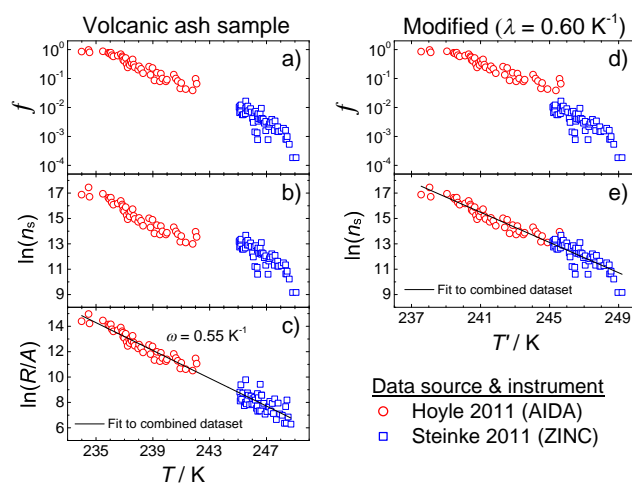 Volcanic ash sample
Modified (λ = 0.60 K⁻¹)
a)
f
10⁰
10⁻¹
10⁻²
10⁻³
10⁻⁴
b)
ln(nₛ)
17
15
13
11
9
c)
ln(R/A)
14
12
10
8
6
ω = 0.55 K⁻¹
Fit to combined dataset
235
239
243
247
T / K
d)
f
10⁰
10⁻¹
10⁻²
10⁻³
10⁻⁴
e)
ln(nₛ)
17
15
13
11
9
Fit to combined dataset
237
241
245
249
T′ / K
Data source & instrument
Hoyle 2011 (AIDA)
Steinke 2011 (ZINC)